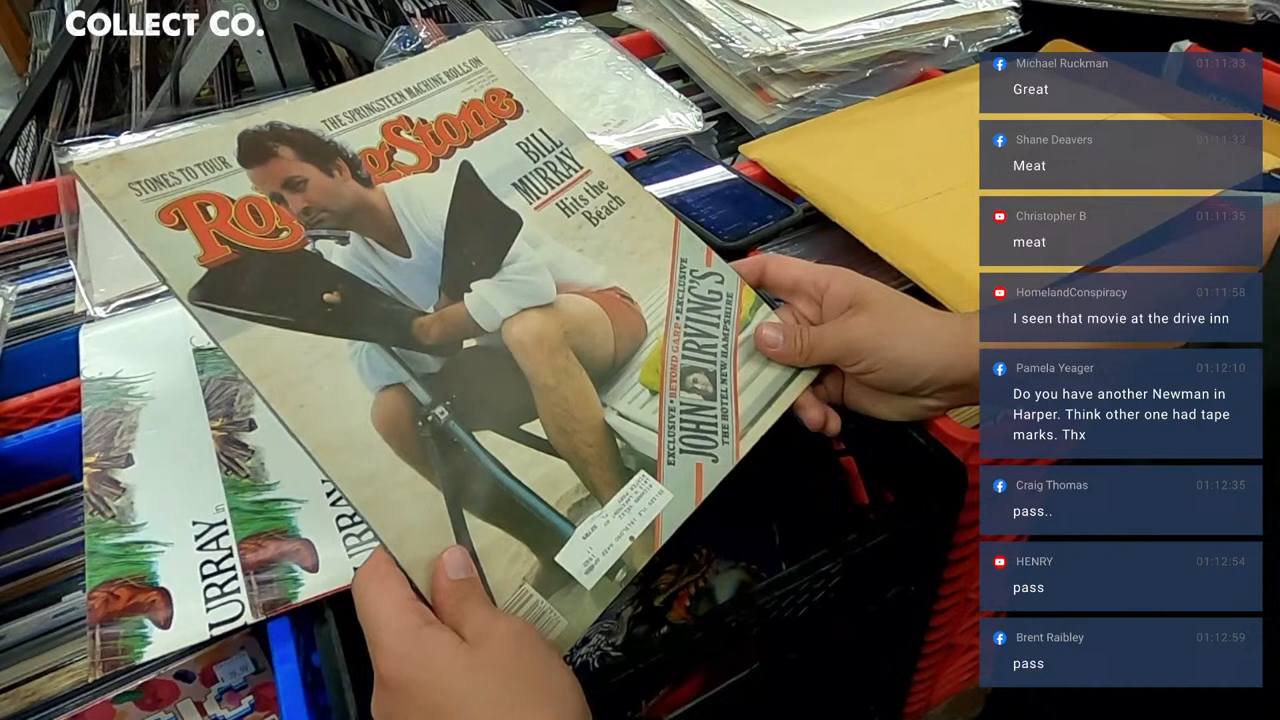 COLLECT CO.
THE SPRINGSTEEN MACHINE ROLLS ON
STONES TO TOUR
Ro
Stone
BILL
MURRAY
Hits the
Beach
EXCLUSIVE • BEYOND GARP • EXCLUSIVE
JOHN IRVING'S
THE HOTEL NEW HAMPSHIRE
URRAY in
URRAY
Michael Ruckman 01:11:33
Great
Shane Deavers 01:11:33
Meat
Christopher B 01:11:35
meat
HomelandConspiracy 01:11:58
I seen that movie at the drive inn
Pamela Yeager 01:12:10
Do you have another Newman in
Harper. Think other one had tape
marks. Thx
Craig Thomas 01:12:35
pass..
HENRY 01:12:54
pass
Brent Raibley 01:12:59
pass